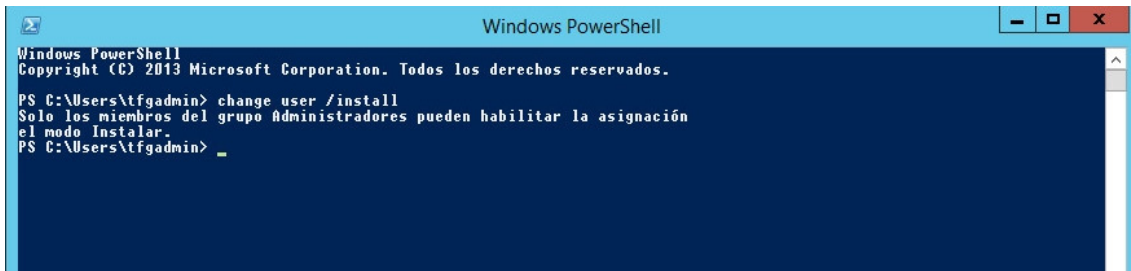 Windows PowerShell
Windows PowerShell
Copyright (C) 2013 Microsoft Corporation. Todos los derechos reservados.
PS C:\Users\tfgadmin> change user /install
Solo los miembros del grupo Administradores pueden habilitar la asignación
el modo Instalar.
PS C:\Users\tfgadmin> _